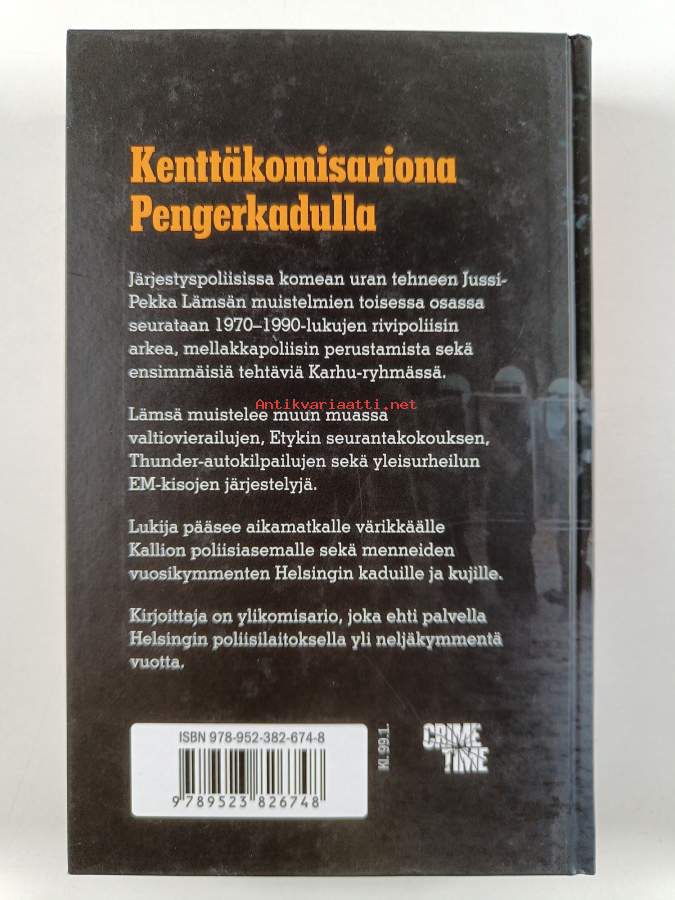 Kenttäkomisariona
Pengerkadulla
Järjestyspoliisissa komean uran tehneen Jussi-
Pekka Lämsän muistelmien toisessa osassa
seurataan 1970–1990-lukujen rivipoliisin
arkea, mellakkapoliisin perustamista sekä
ensimmäisiä tehtäviä Karhu-ryhmässä.
Antikvariaatti.net
Lämsä muistelee muun muassa
valtiovierailujen, Etykin seurantakokouksen,
Thunder-autokilpailujen sekä yleisurheilun
EM-kisojen järjestelyjä.
Lukija pääsee aikamatkalle värikkäälle
Kallion poliisiasemalle sekä menneiden
vuosikymmenten Helsingin kaduille ja kujille.
Kirjoittaja on ylikomisario, joka ehti palvella
Helsingin poliisilaitoksella yli neljäkymmentä
vuotta.
ISBN 978-952-382-674-8
9 789523 826748
Kl. 99.1.
CRIME
TIME